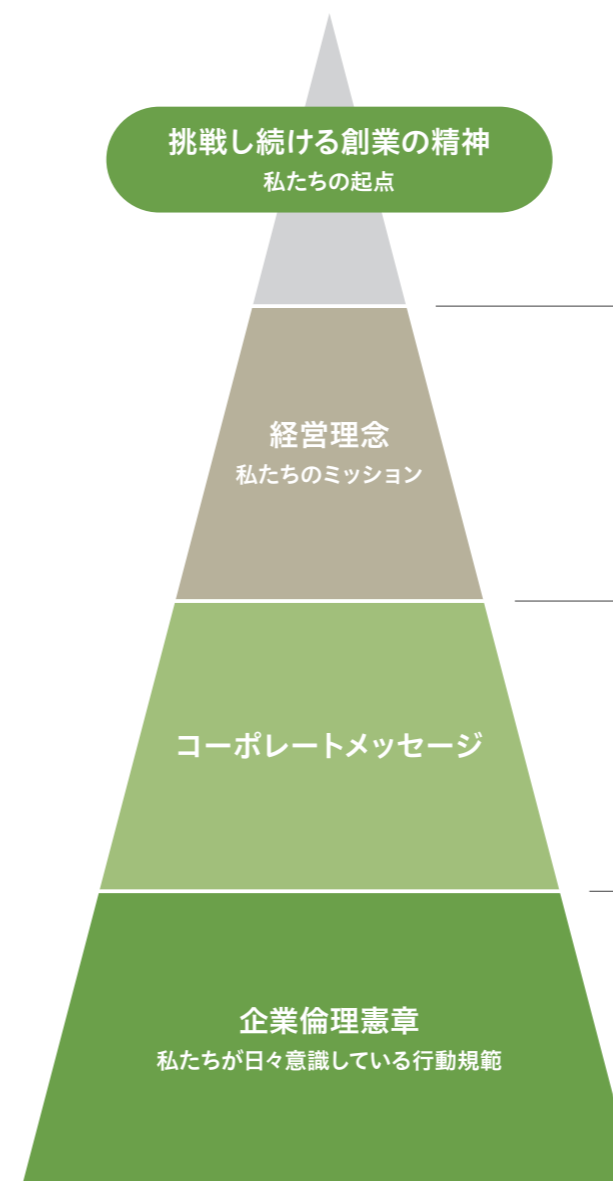 挑戦し続ける創業の精神
私たちの起点
経営理念
私たちのミッション
コーポレートメッセージ
企業倫理憲章
私たちが日々意識している行動規範